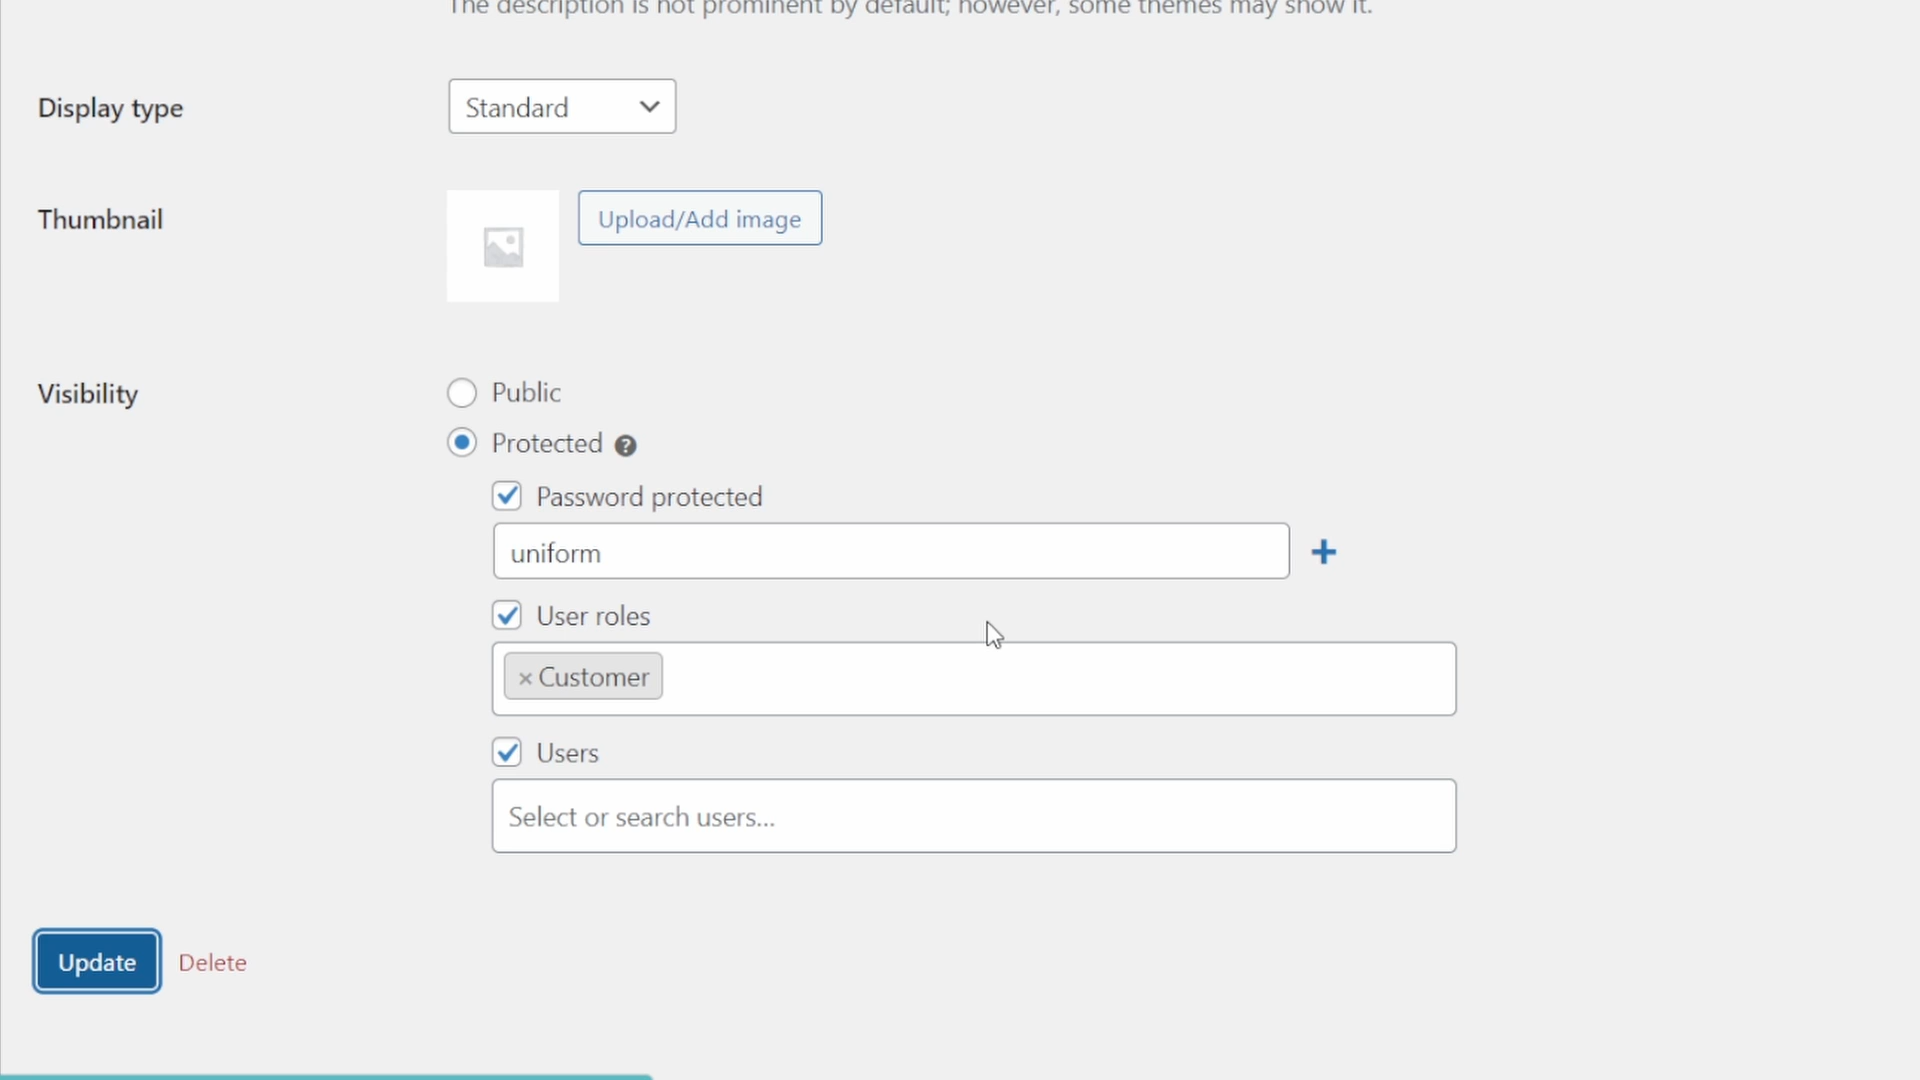 The description is not prominent by default; however, some themes may show it.
Display type
Standard
Thumbnail
Upload/Add image
Visibility
Public
Protected ?
Password protected
uniform
+
User roles
× Customer
Users
Select or search users...
Update Delete